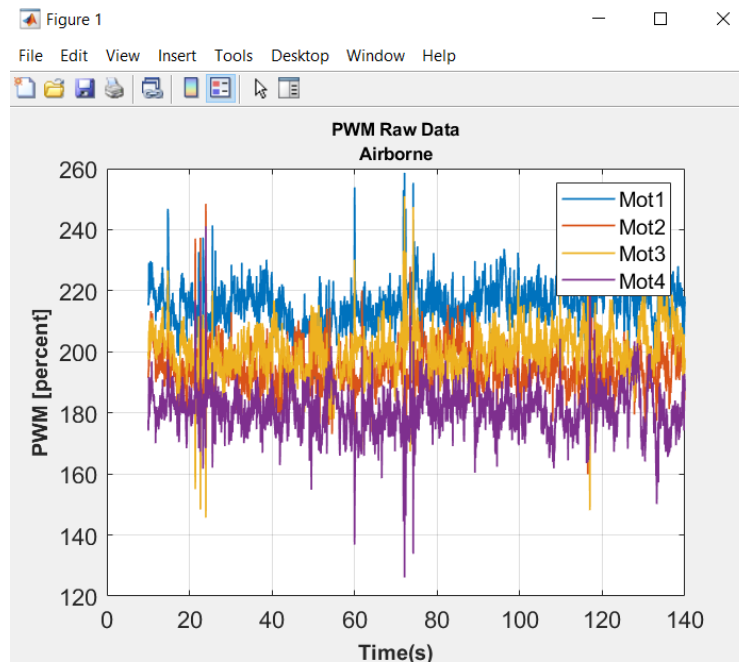 Figure 1
File Edit View Insert Tools Desktop Window Help
PWM Raw Data
Airborne
260
240
220
200
180
160
140
120
PWM [percent]
Mot1
Mot2
Mot3
Mot4
0 20 40 60 80 100 120 140
Time(s)